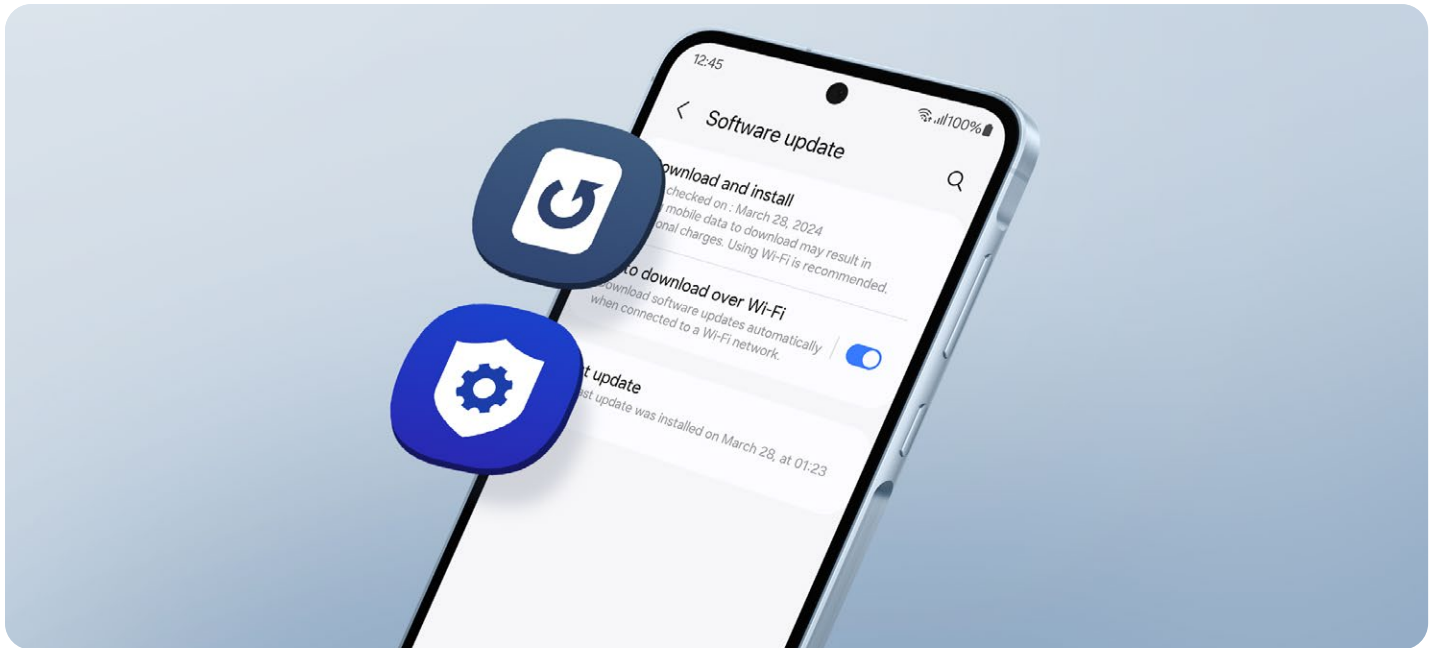 12:45
100%
Software update
ownload and install
checked on : March 28, 2024
mobile data to download may result in
onal charges. Using Wi-Fi is recommended.
to download over Wi-Fi
ownload software updates automatically
when connected to a Wi-Fi network.
t update
ast update was installed on March 28, at 01:23